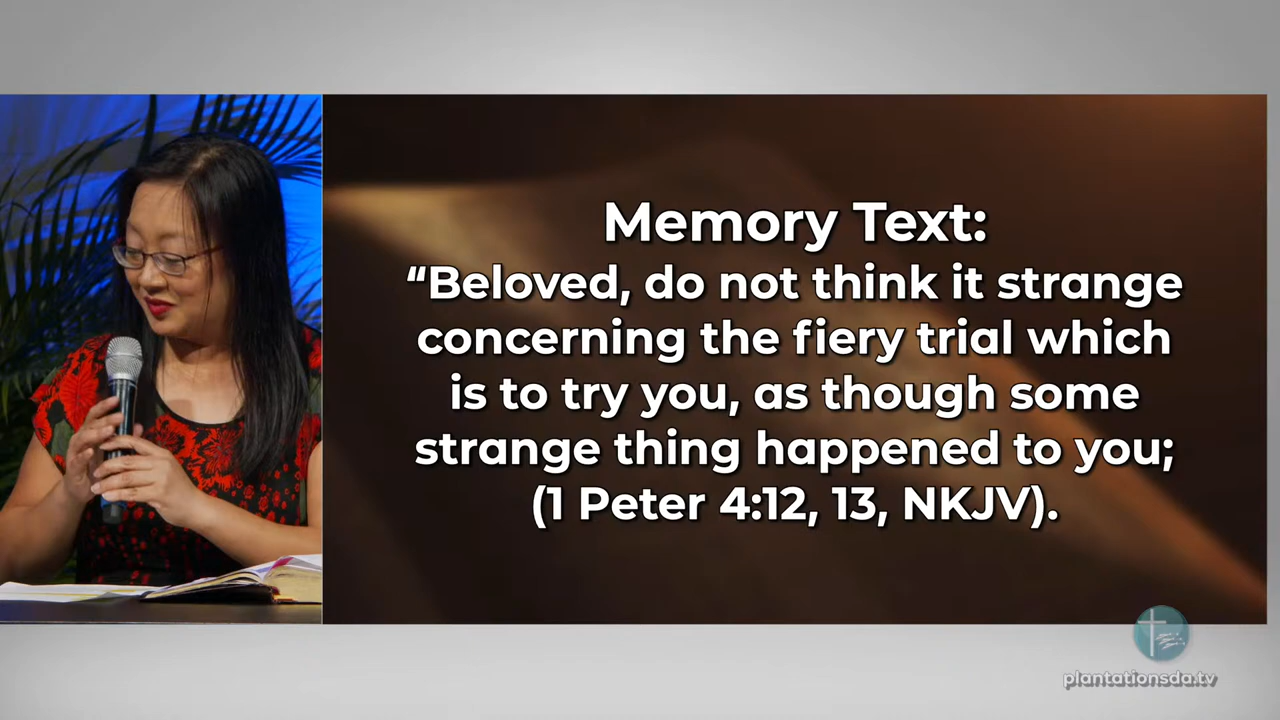 Memory Text:
“Beloved, do not think it strange
concerning the fiery trial which
is to try you, as though some
strange thing happened to you;
(1 Peter 4:12, 13, NKJV).
plantationsda.tv